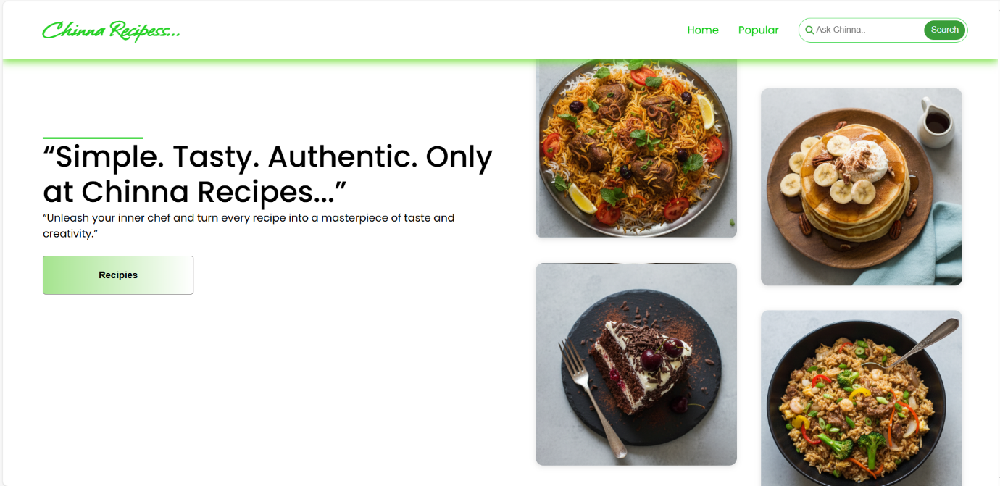 Chinna Recipess...
Home
Popular
Ask Chinna..
Search
“Simple. Tasty. Authentic. Only
at Chinna Recipes...”
“Unleash your inner chef and turn every recipe into a masterpiece of taste and
creativity.”
Recipies